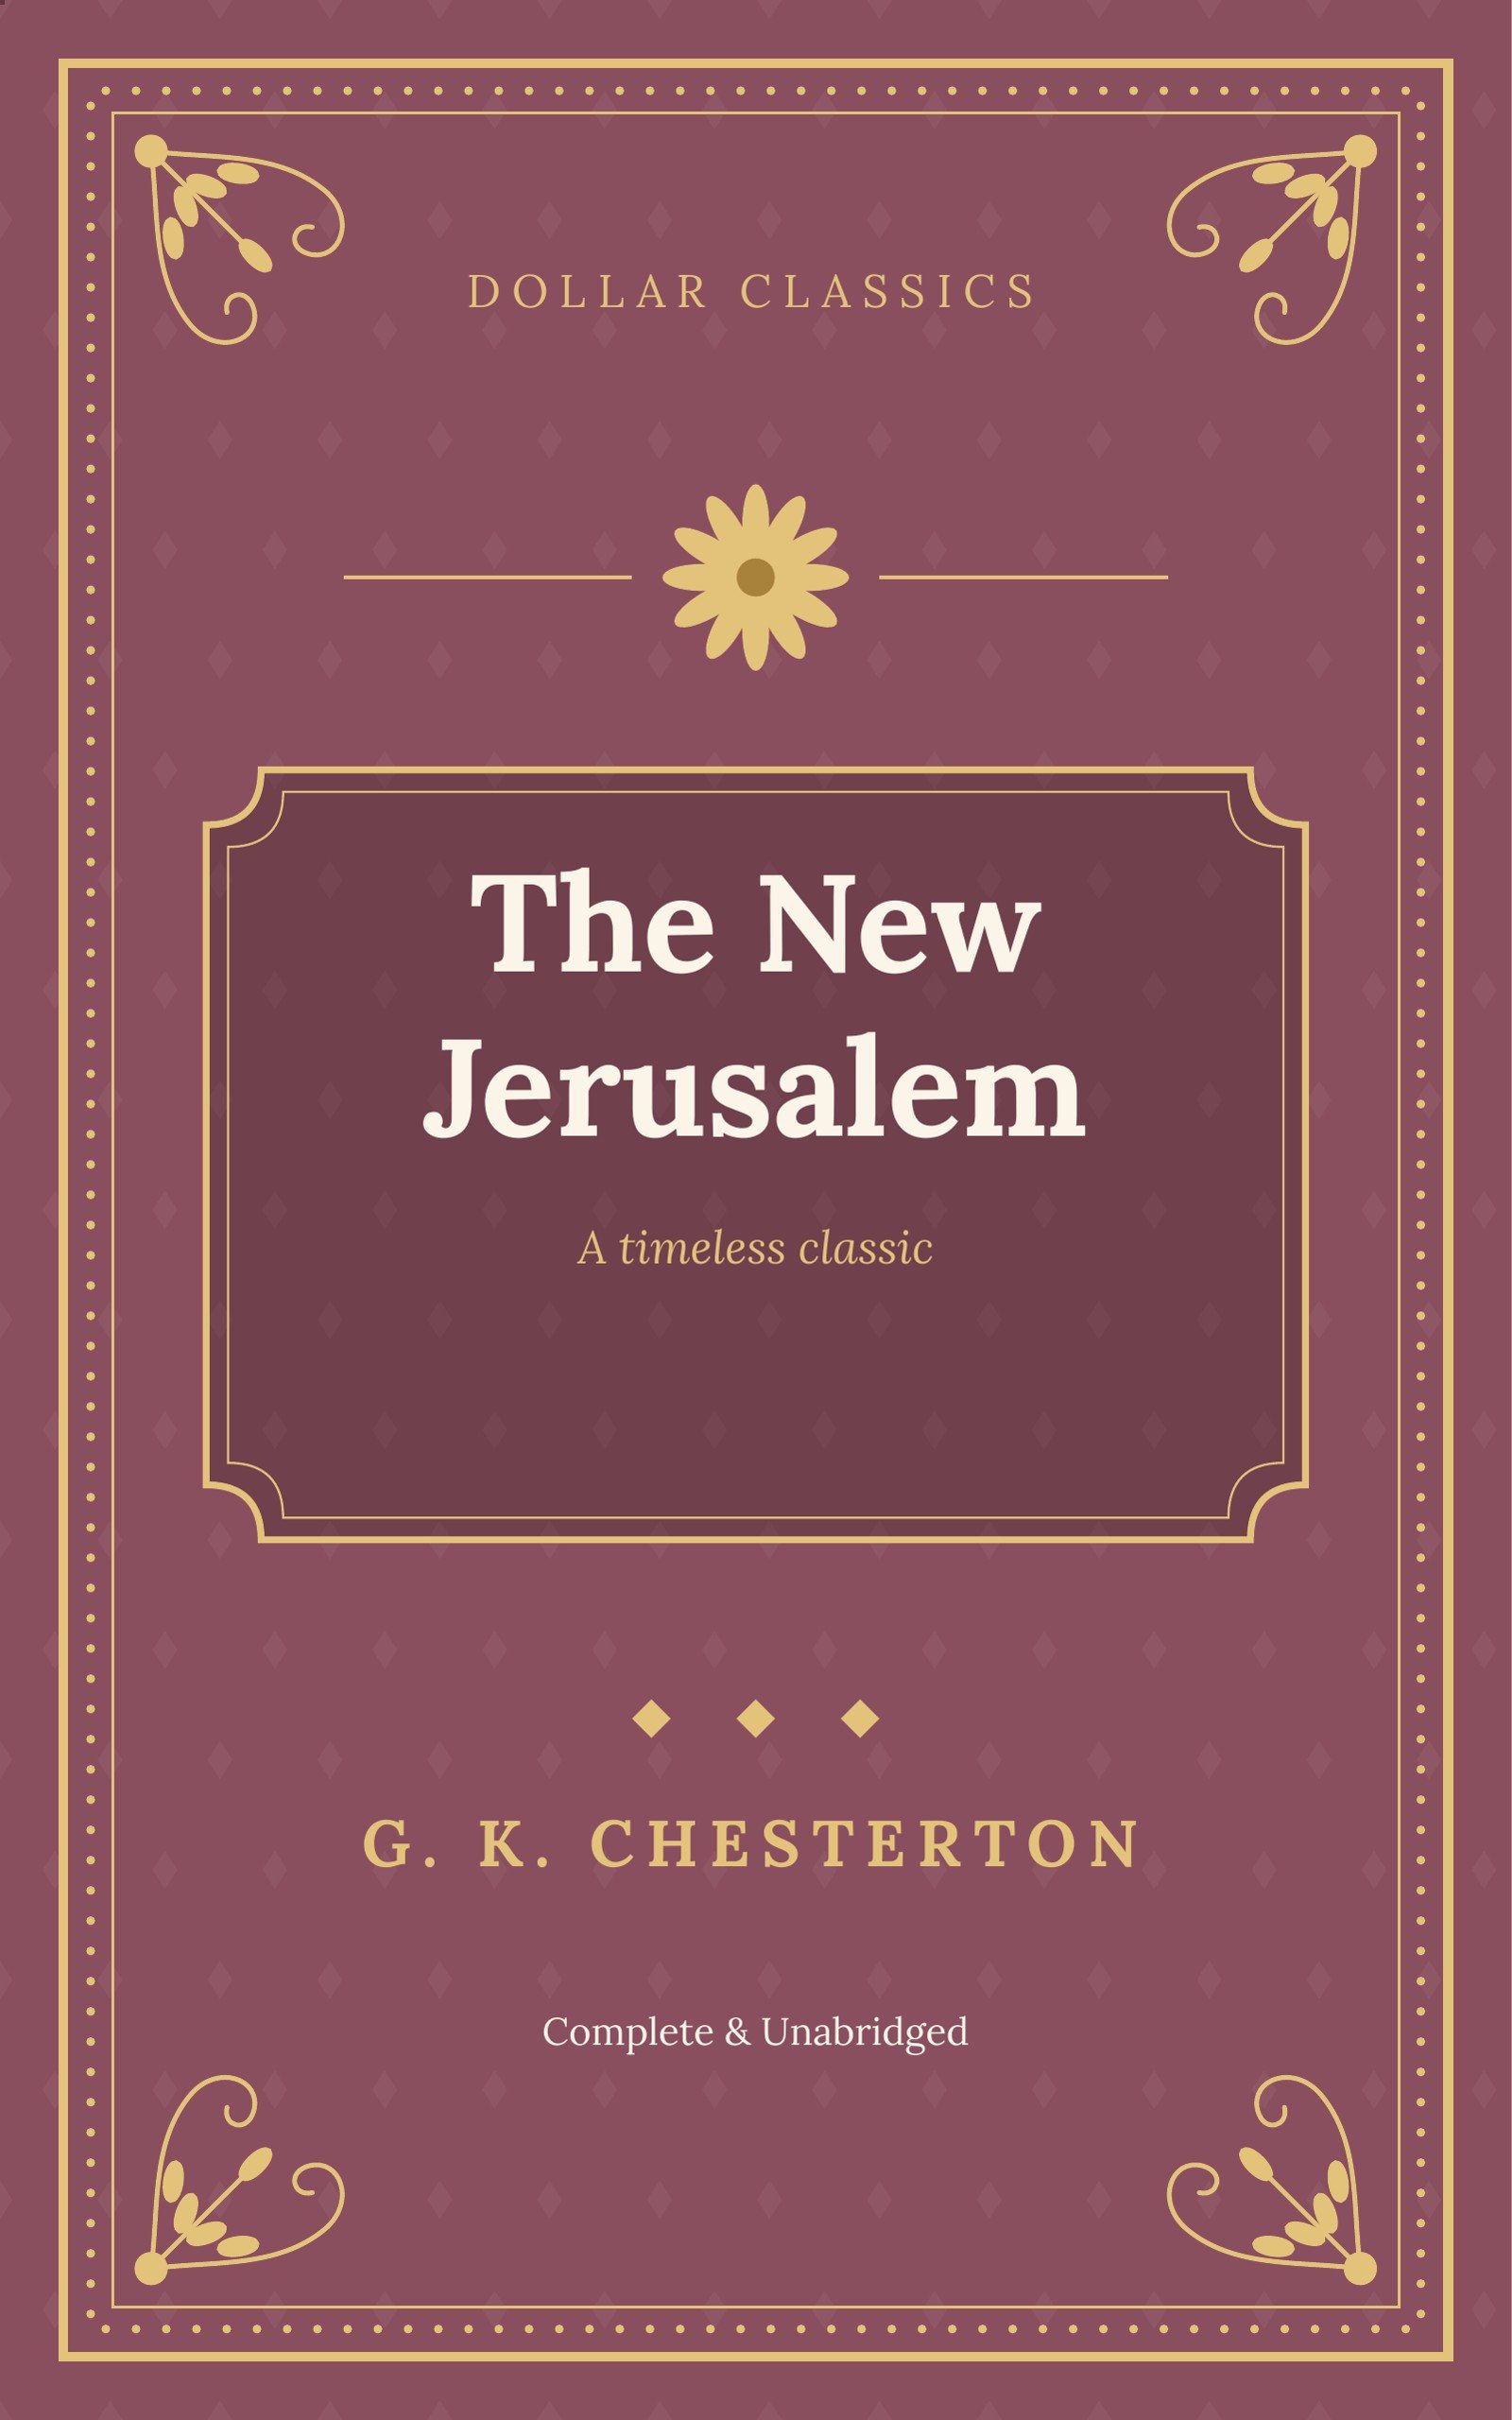 DOLLAR CLASSICS
The New
Jerusalem
A timeless classic
G. K. CHESTERTON
Complete & Unabridged